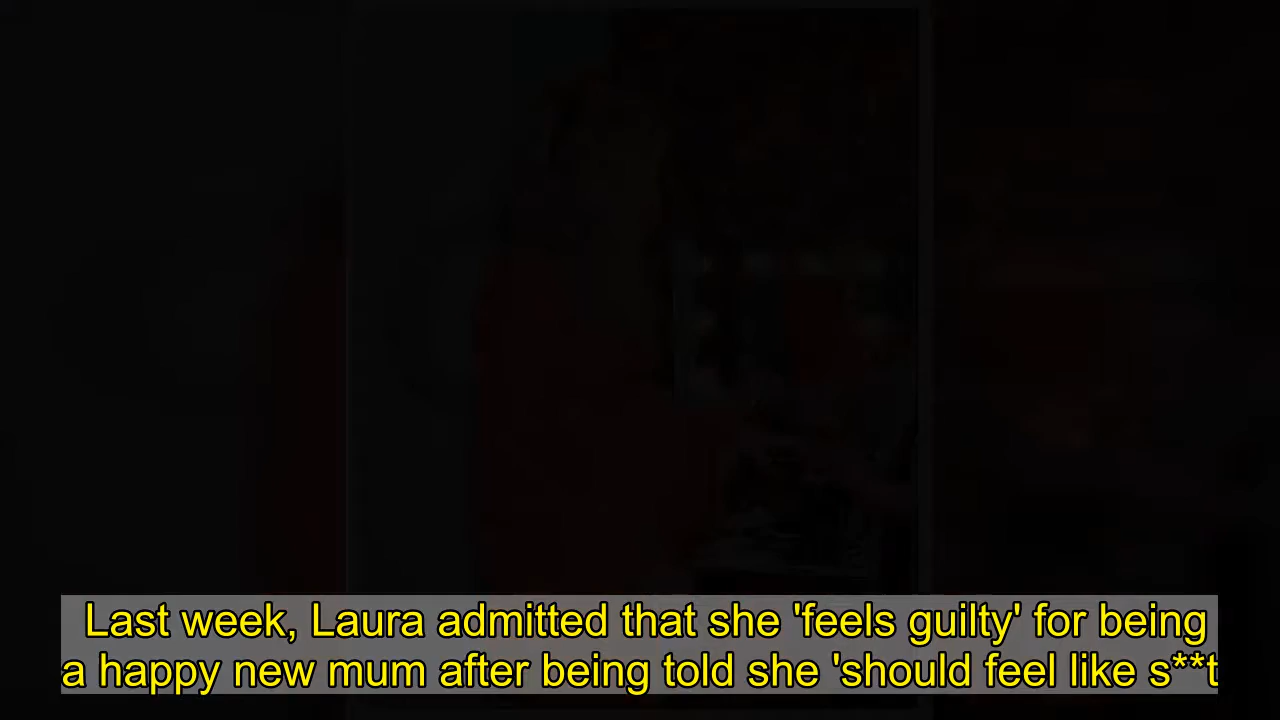 Last week, Laura admitted that she 'feels guilty' for being
a happy new mum after being told she 'should feel like s**t